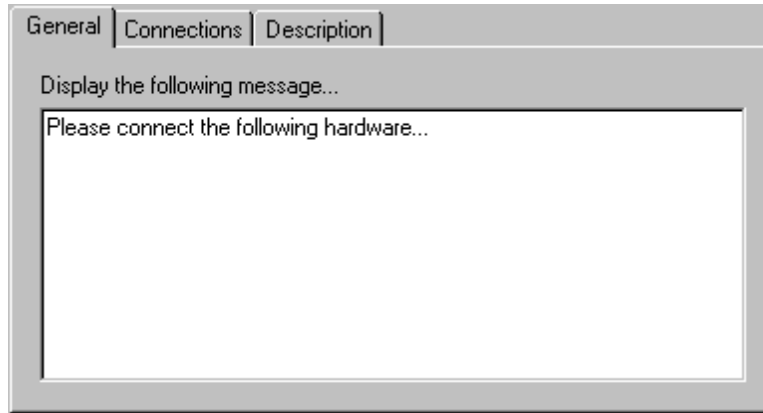 General Connections Description
Display the following message...
Please connect the following hardware...